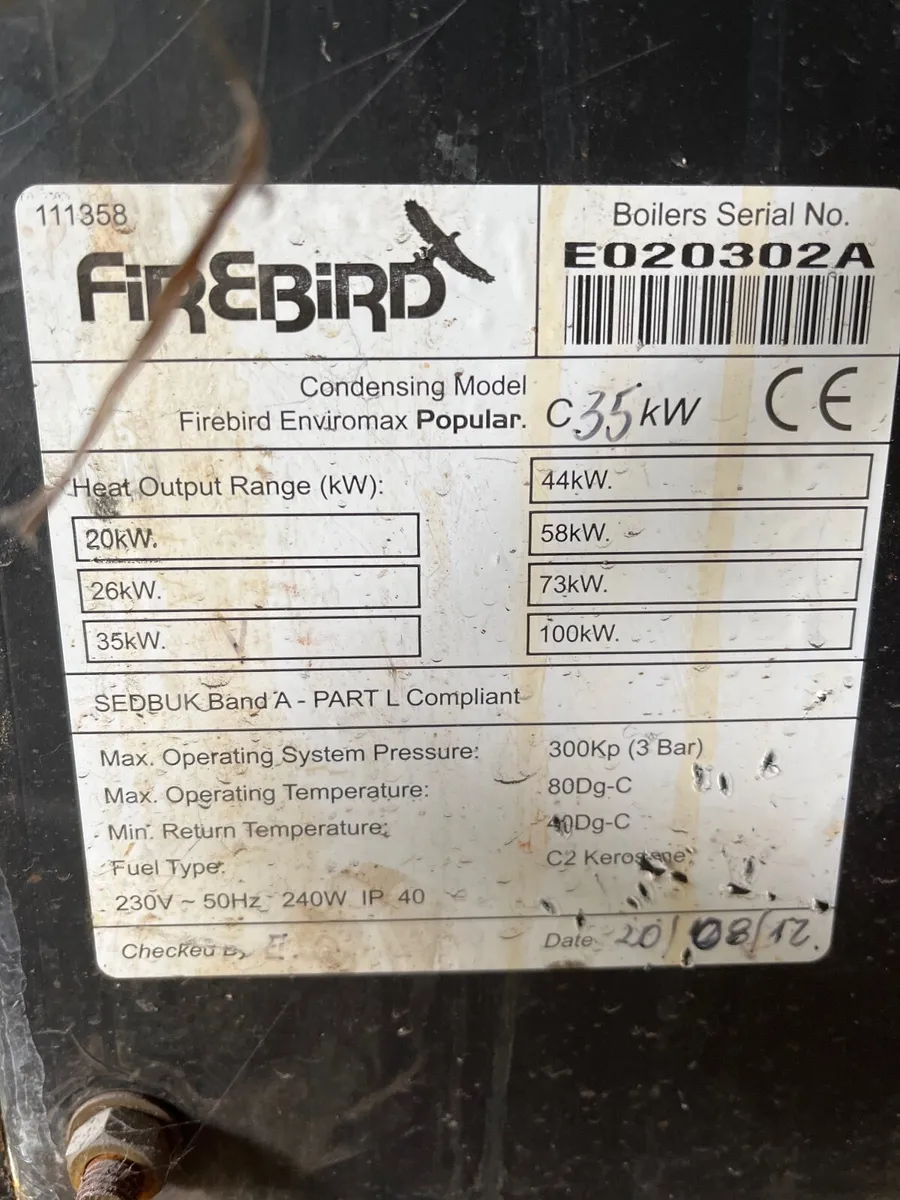 111358
FiREBiRD
Boilers Serial No.
E020302A
Condensing Model
Firebird Enviromax Popular. C35kW CE
Heat Output Range (kW):
20kW.
26kW.
35kW.
44kW.
58kW.
73kW.
100kW.
SEDBUK Band A - PART L Compliant
Max. Operating System Pressure: 300Kp (3 Bar)
Max. Operating Temperature: 80Dg-C
Min. Return Temperature: 40Dg-C
Fuel Type: C2 Kerosene
230V ~ 50Hz 240W IP 40
Checked By E Date 20/08/12.